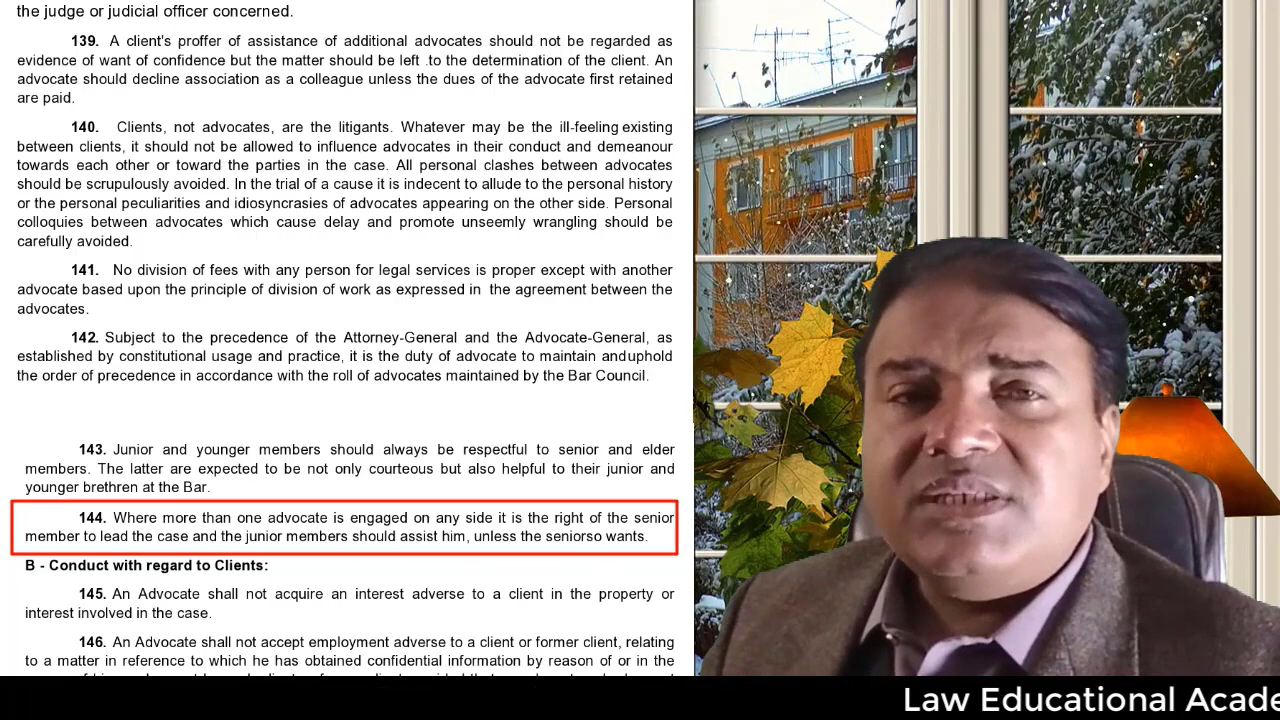 the judge or judicial officer concerned.
139. A client's proffer of assistance of additional advocates should not be regarded as
evidence of want of confidence but the matter should be left .to the determination of the client. An
advocate should decline association as a colleague unless the dues of the advocate first retained
are paid.
140. Clients, not advocates, are the litigants. Whatever may be the ill-feeling existing
between clients, it should not be allowed to influence advocates in their conduct and demeanour
towards each other or toward the parties in the case. All personal clashes between advocates
should be scrupulously avoided. In the trial of a cause it is indecent to allude to the personal history
or the personal peculiarities and idiosyncrasies of advocates appearing on the other side. Personal
colloquies between advocates which cause delay and promote unseemly wrangling should be
carefully avoided.
141. No division of fees with any person for legal services is proper except with another
advocate based upon the principle of division of work as expressed in the agreement between the
advocates.
142. Subject to the precedence of the Attorney-General and the Advocate-General, as
established by constitutional usage and practice, it is the duty of advocate to maintain anduphold
the order of precedence in accordance with the roll of advocates maintained by the Bar Council.
143. Junior and younger members should always be respectful to senior and elder
members. The latter are expected to be not only courteous but also helpful to their junior and
younger brethren at the Bar.
144. Where more than one advocate is engaged on any side it is the right of the senior
member to lead the case and the junior members should assist him, unless the seniorso wants.
B - Conduct with regard to Clients:
145. An Advocate shall not acquire an interest adverse to a client in the property or
interest involved in the case.
146. An Advocate shall not accept employment adverse to a client or former client, relating
to a matter in reference to which he has obtained confidential information by reason of or in the
Law Educational Acade